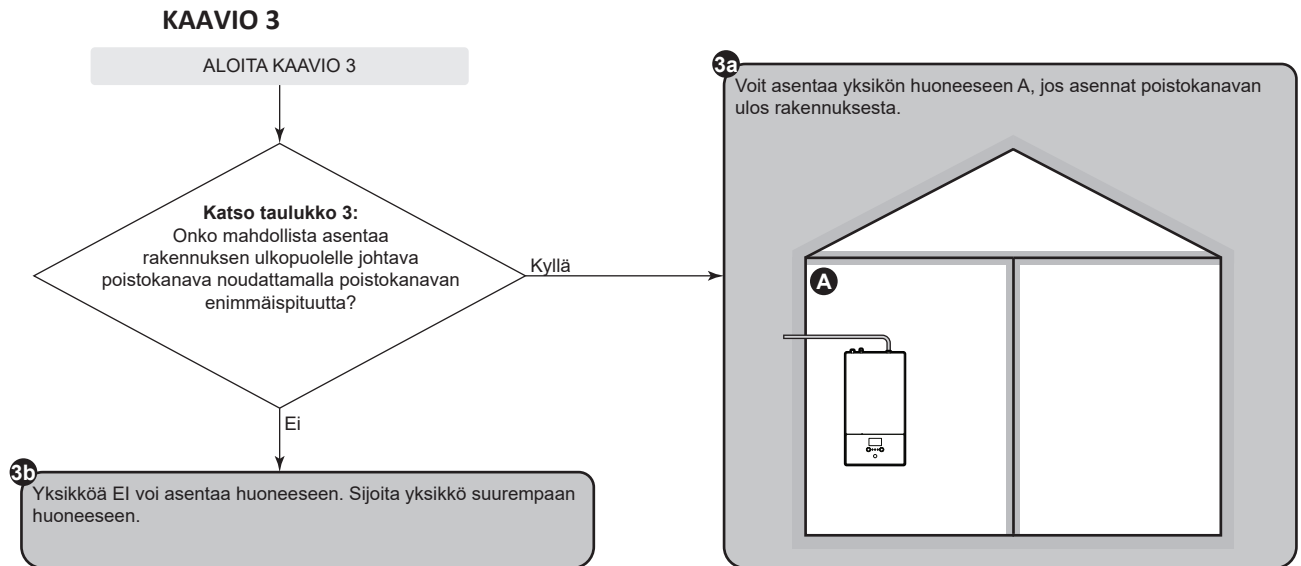 KAAVIO 3
ALOITA KAAVIO 3
Katso taulukko 3:
Onko mahdollista asentaa
rakennuksen ulkopuolelle johtava
poistokanava noudattamalla poistokanavan
enimmäispituutta?
Kyllä
Ei
3a
Voit asentaa yksikön huoneeseen A, jos asennat poistokanavan
ulos rakennuksesta.
A
3b
Yksikköä EI voi asentaa huoneeseen. Sijoita yksikkö suurempaan
huoneeseen.